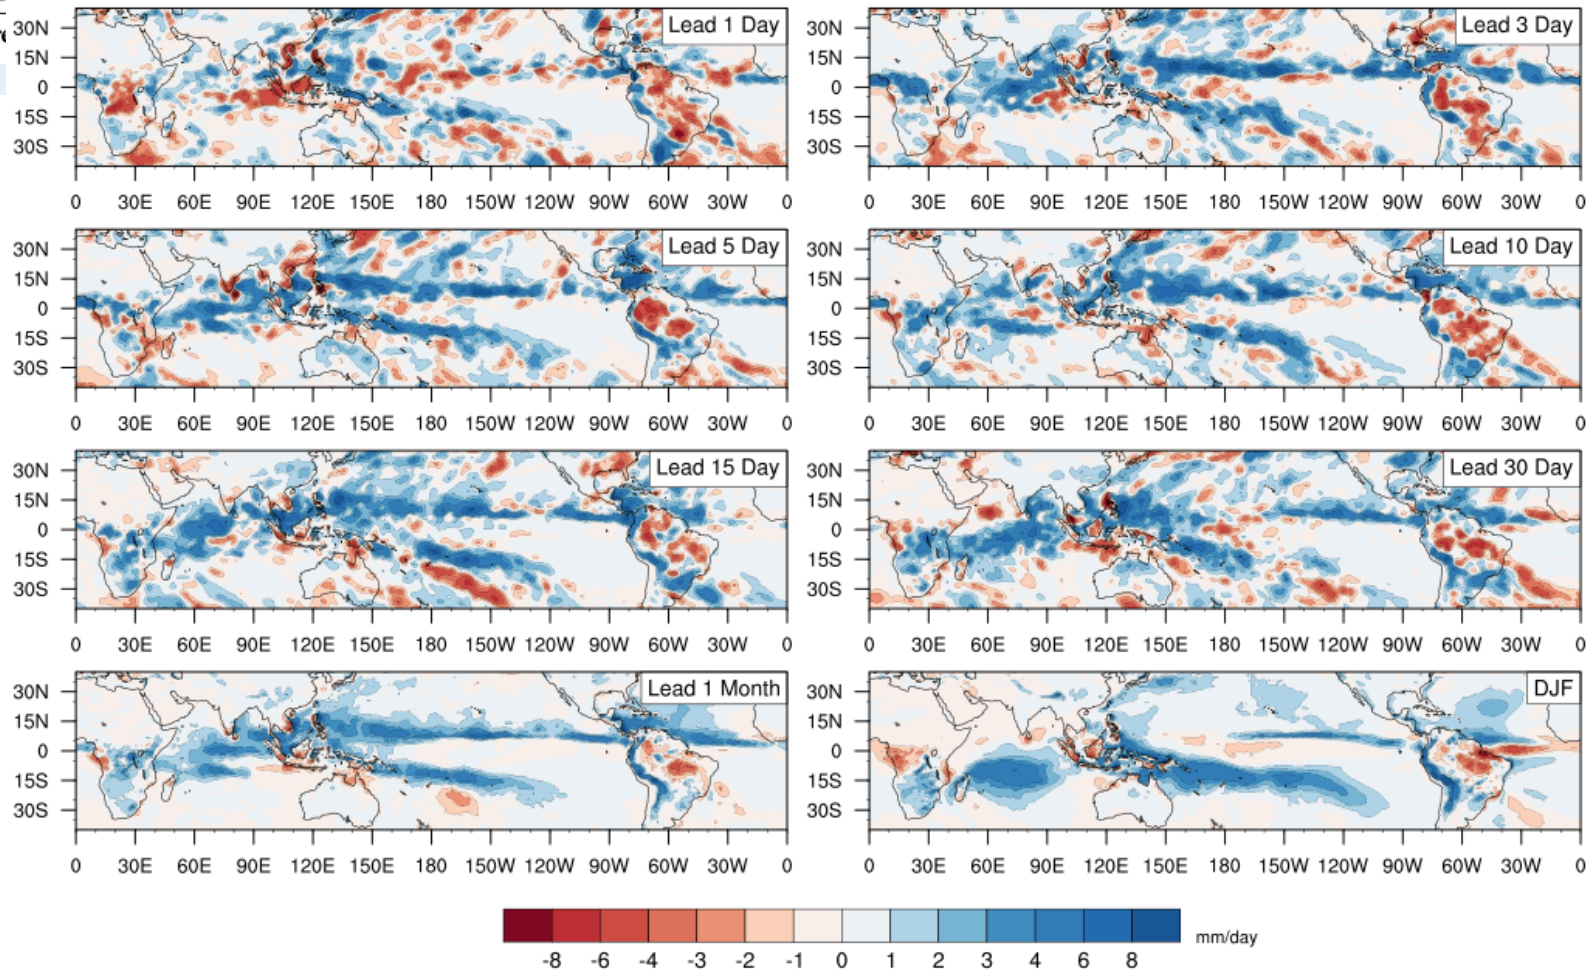 Lead 1 Day
30N
15N
0
15S
30S
0 30E 60E 90E 120E 150E 180 150W 120W 90W 60W 30W 0
Lead 3 Day
30N
15N
0
15S
30S
0 30E 60E 90E 120E 150E 180 150W 120W 90W 60W 30W 0
Lead 5 Day
30N
15N
0
15S
30S
0 30E 60E 90E 120E 150E 180 150W 120W 90W 60W 30W 0
Lead 10 Day
30N
15N
0
15S
30S
0 30E 60E 90E 120E 150E 180 150W 120W 90W 60W 30W 0
Lead 15 Day
30N
15N
0
15S
30S
0 30E 60E 90E 120E 150E 180 150W 120W 90W 60W 30W 0
Lead 30 Day
30N
15N
0
15S
30S
0 30E 60E 90E 120E 150E 180 150W 120W 90W 60W 30W 0
Lead 1 Month
30N
15N
0
15S
30S
0 30E 60E 90E 120E 150E 180 150W 120W 90W 60W 30W 0
DJF
30N
15N
0
15S
30S
0 30E 60E 90E 120E 150E 180 150W 120W 90W 60W 30W 0
-8 -6 -4 -3 -2 -1 0 1 2 3 4 6 8
mm/day